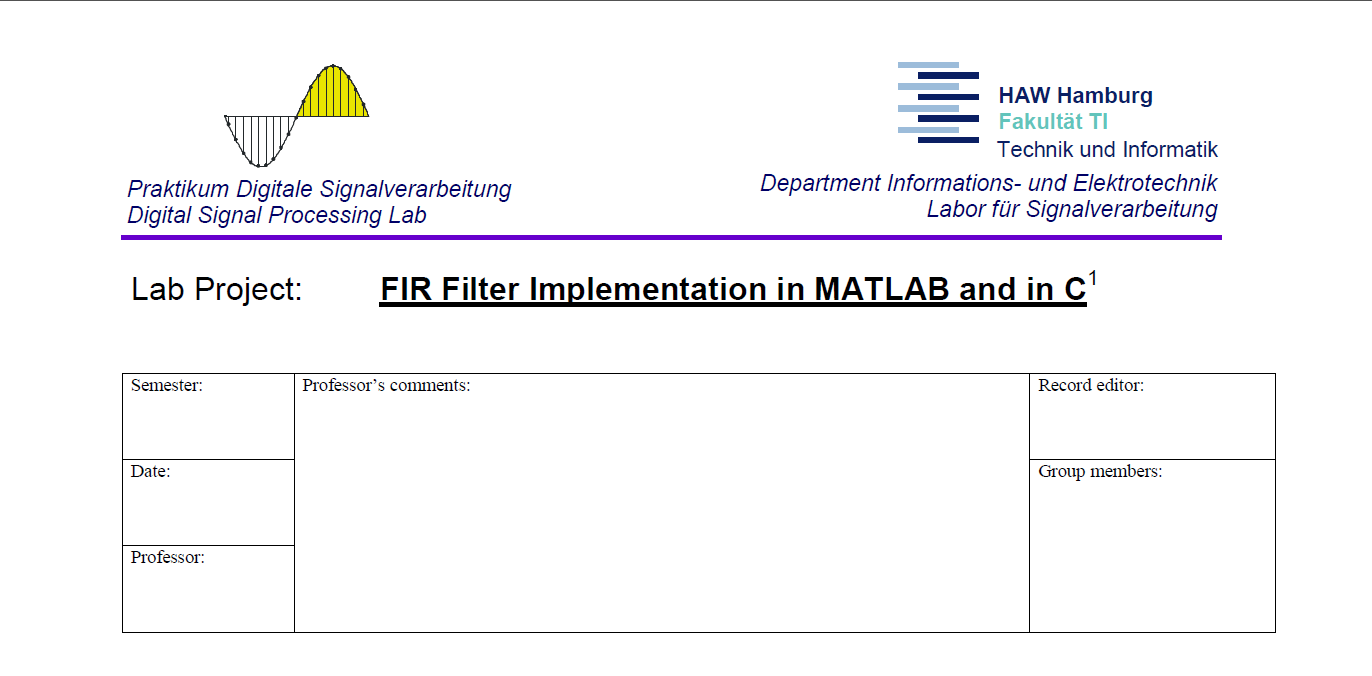 HAW Hamburg
Fakultät TI
Technik und Informatik
Praktikum Digitale Signalverarbeitung
Digital Signal Processing Lab
Department Informations- und Elektrotechnik
Labor für Signalverarbeitung
Lab Project: FIR Filter Implementation in MATLAB and in C1
Semester:
Professor's comments:
Record editor:
Date:
Group members:
Professor: